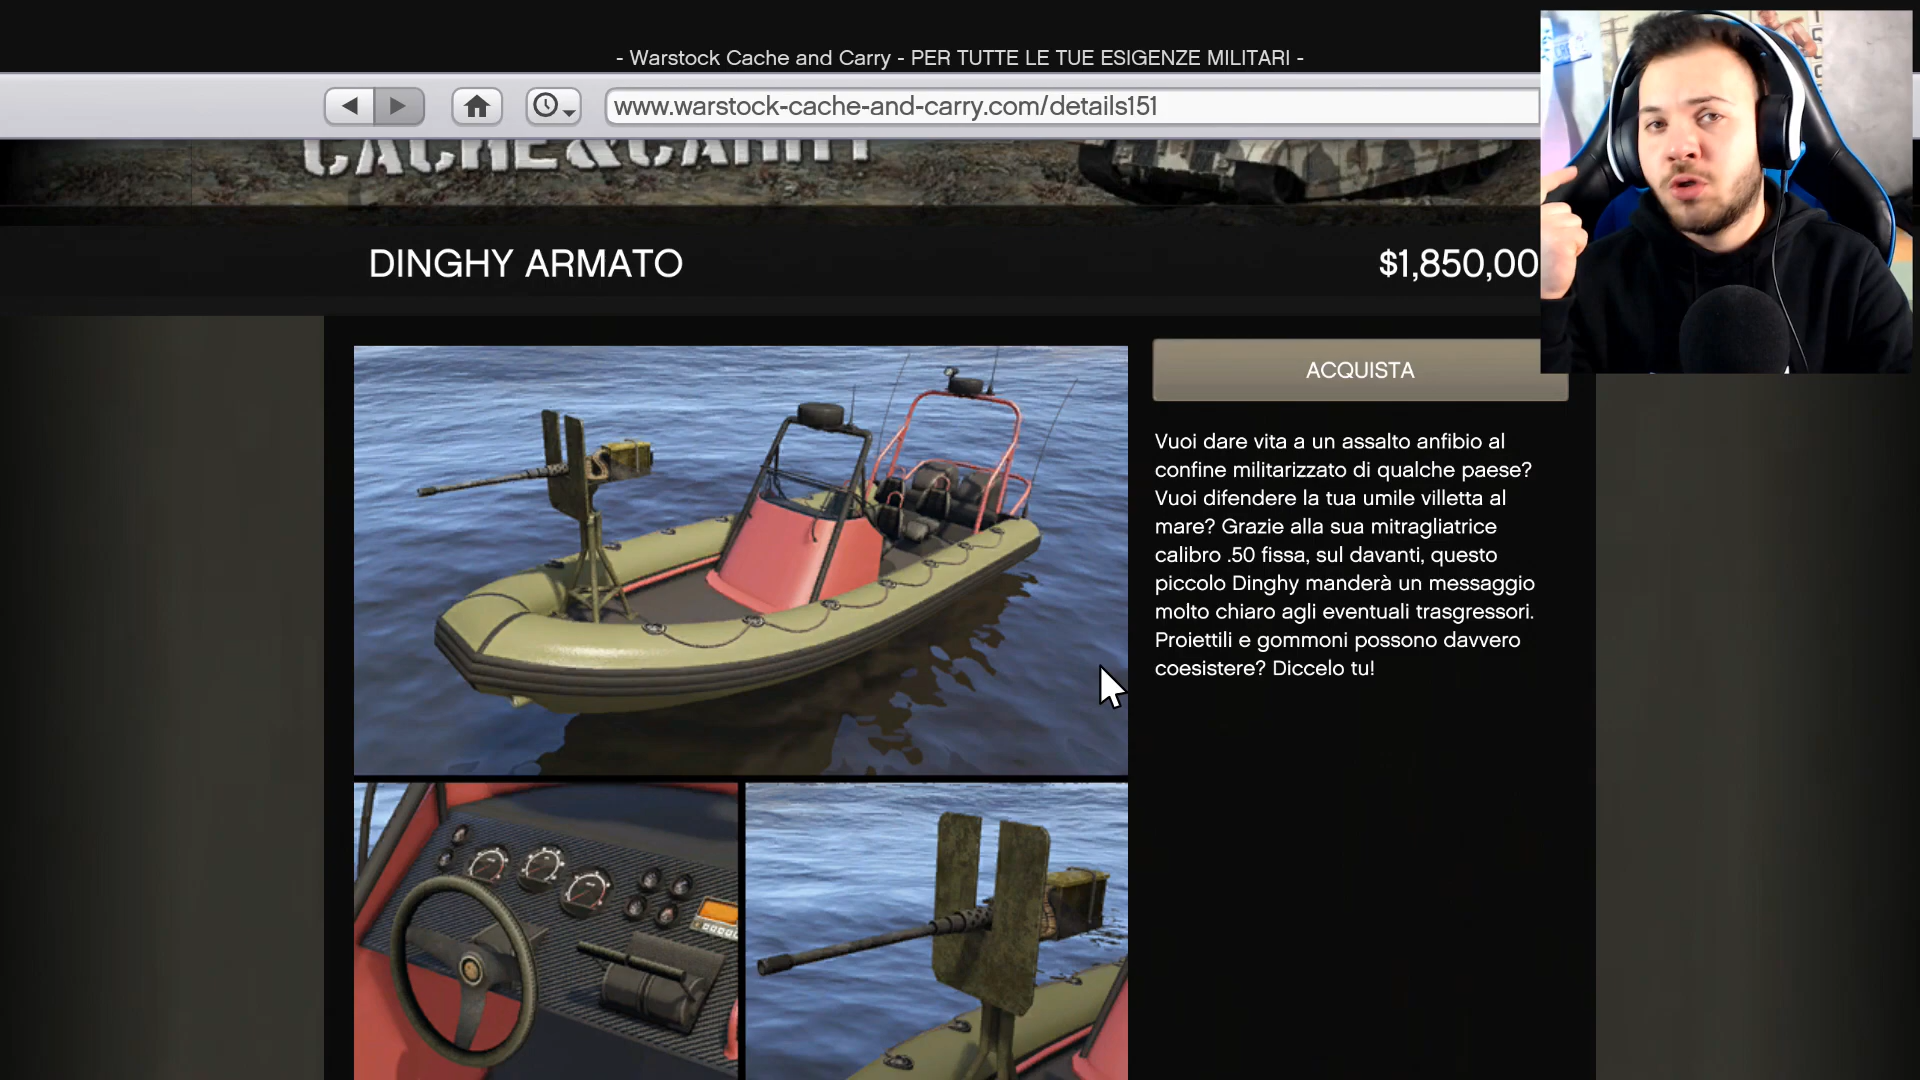 - Warstock Cache and Carry - PER TUTTE LE TUE ESIGENZE MILITARI -
www.warstock-cache-and-carry.com/details151
CACHE&CARRY
DINGHY ARMATO
$1,850,00
ACQUISTA
Vuoi dare vita a un assalto anfibio al
confine militarizzato di qualche paese?
Vuoi difendere la tua umile villetta al
mare? Grazie alla sua mitragliatrice
calibro .50 fissa, sul davanti, questo
piccolo Dinghy manderà un messaggio
molto chiaro agli eventuali trasgressori.
Proiettili e gommoni possono davvero
coesistere? Diccelo tu!